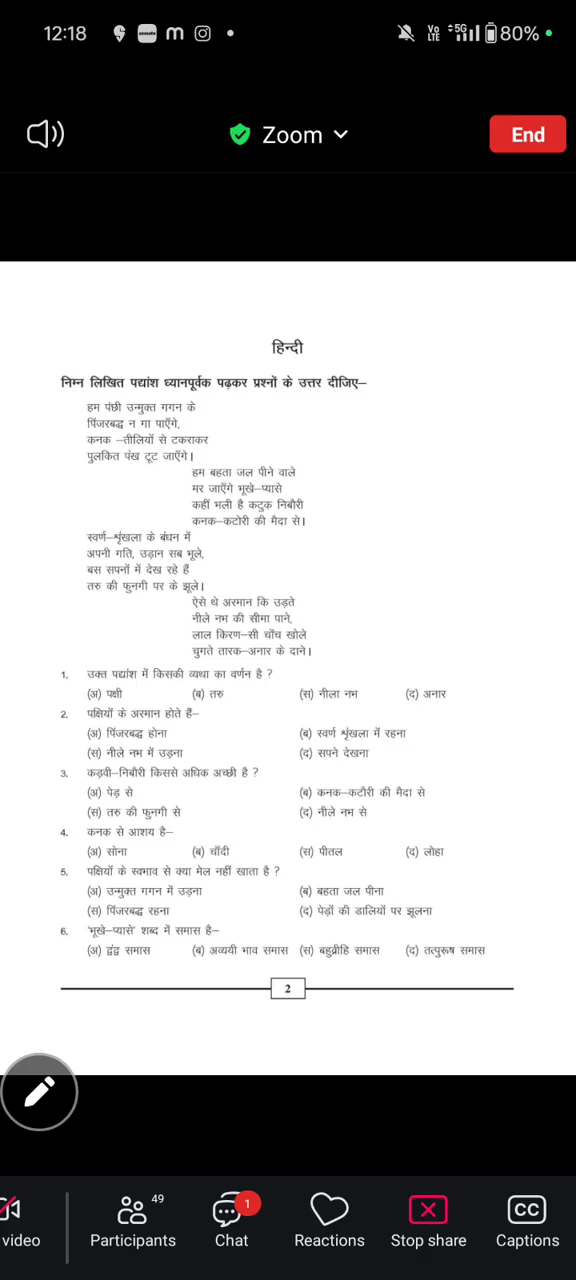 12:18
m
Vo
LTE
5G
80%
Zoom
End
हिन्दी
निम्न लिखित पद्यांश ध्यानपूर्वक पढ़कर प्रश्नों के उत्तर दीजिए–
हम पंछी उन्मुक्त गगन के
पिंजरबद्ध न गा पाएँगे,
कनक –तीलियों से टकराकर
पुलकित पंख टूट जाएँगे।
हम बहता जल पीने वाले
मर जाएँगे भूखे–प्यासे
कहीं भली है कटुक निबौरी
कनक–कटोरी की मैदा से।
स्वर्ण–शृंखला के बंधन में
अपनी गति, उड़ान सब भूले,
बस सपनों में देख रहे हैं
तरु की फुनगी पर के झूले।
ऐसे थे अरमान कि उड़ते
नीले नभ की सीमा पाने,
लाल किरण–सी चोंच खोले
चुगते तारक–अनार के दाने।
1. उक्त पद्यांश में किसकी व्यथा का वर्णन है ?
(अ) पक्षी (ब) तरु (स) नीला नभ (द) अनार
2. पक्षियों के अरमान होते हैं–
(अ) पिंजरबद्ध होना (ब) स्वर्ण शृंखला में रहना
(स) नीले नभ में उड़ना (द) सपने देखना
3. कड़वी–निबौरी किससे अधिक अच्छी है ?
(अ) पेड़ से (ब) कनक–कटौरी की मैदा से
(स) तरु की फुनगी से (द) नीले नभ से
4. कनक से आशय है–
(अ) सोना (ब) चाँदी (स) पीतल (द) लोहा
5. पक्षियों के स्वभाव से क्या मेल नहीं खाता है ?
(अ) उन्मुक्त गगन में उड़ना (ब) बहता जल पीना
(स) पिंजरबद्ध रहना (द) पेड़ों की डालियों पर झूलना
6. 'भूखे–प्यासे' शब्द में समास है–
(अ) द्वंद्व समास (ब) अव्ययी भाव समास (स) बहुव्रीहि समास (द) तत्पुरूष समास
2
49
1
CC
video Participants Chat Reactions Stop share Captions